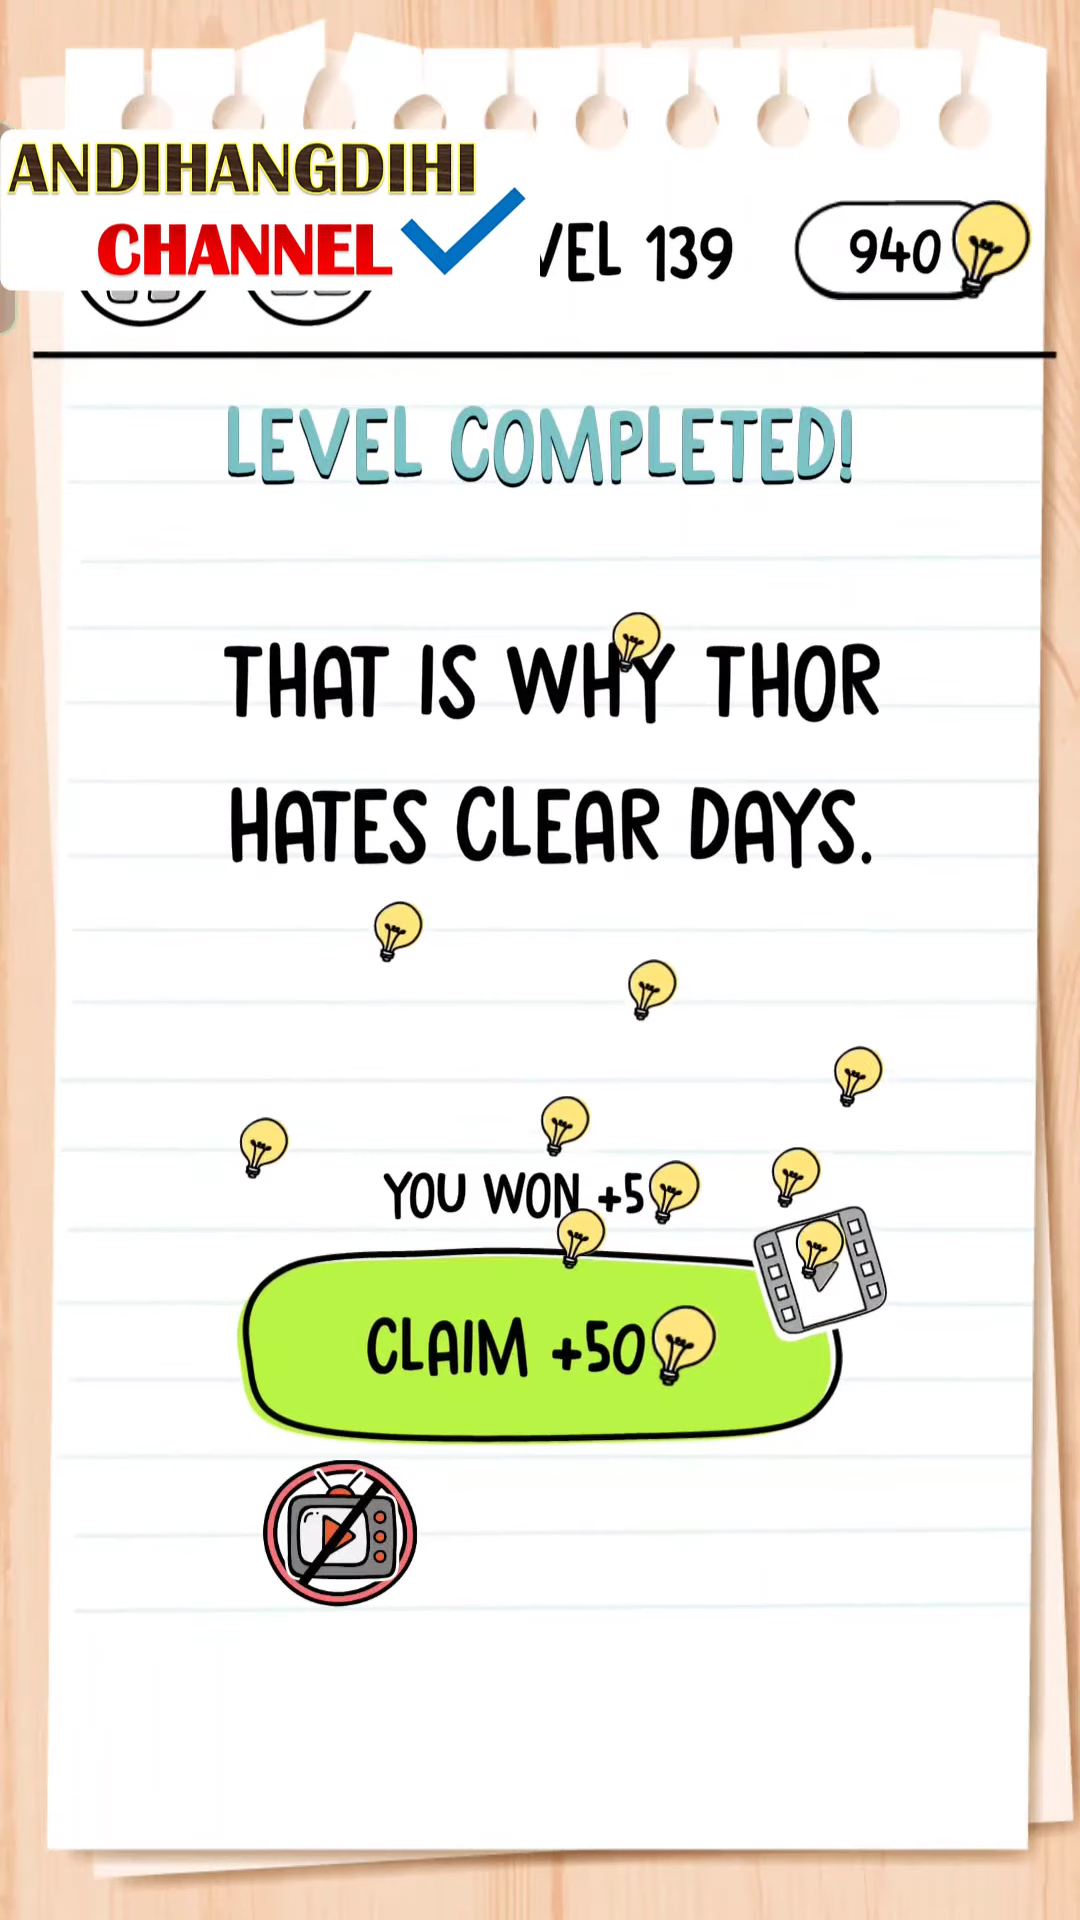 ANDIHANGDIHI
CHANNEL
VEL 139
940
LEVEL COMPLETED!
THAT IS WHY THOR
HATES CLEAR DAYS.
YOU WON +5
CLAIM +50